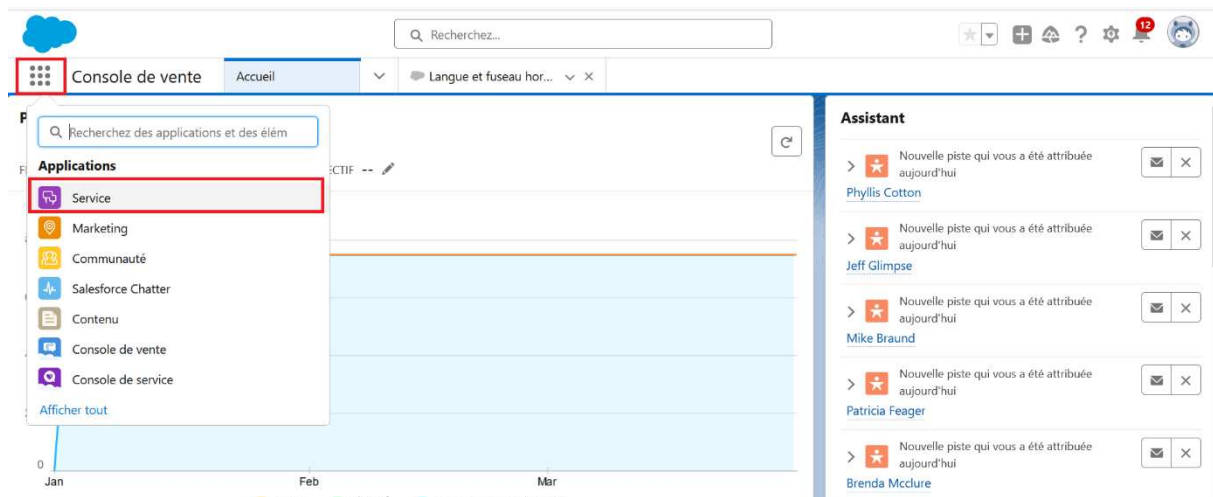 Recherchez...
12
Console de vente
Accueil
Langue et fuseau hor...
P
Recherchez des applications et des élém
Applications
Service
Marketing
Communauté
Salesforce Chatter
Contenu
Console de vente
Console de service
Afficher tout
F
ECTIF --
0
Jan
Feb
Mar
Assistant
Nouvelle piste qui vous a été attribuée
aujourd'hui
Phyllis Cotton
Nouvelle piste qui vous a été attribuée
aujourd'hui
Jeff Glimpse
Nouvelle piste qui vous a été attribuée
aujourd'hui
Mike Braund
Nouvelle piste qui vous a été attribuée
aujourd'hui
Patricia Feager
Nouvelle piste qui vous a été attribuée
aujourd'hui
Brenda Mcclure